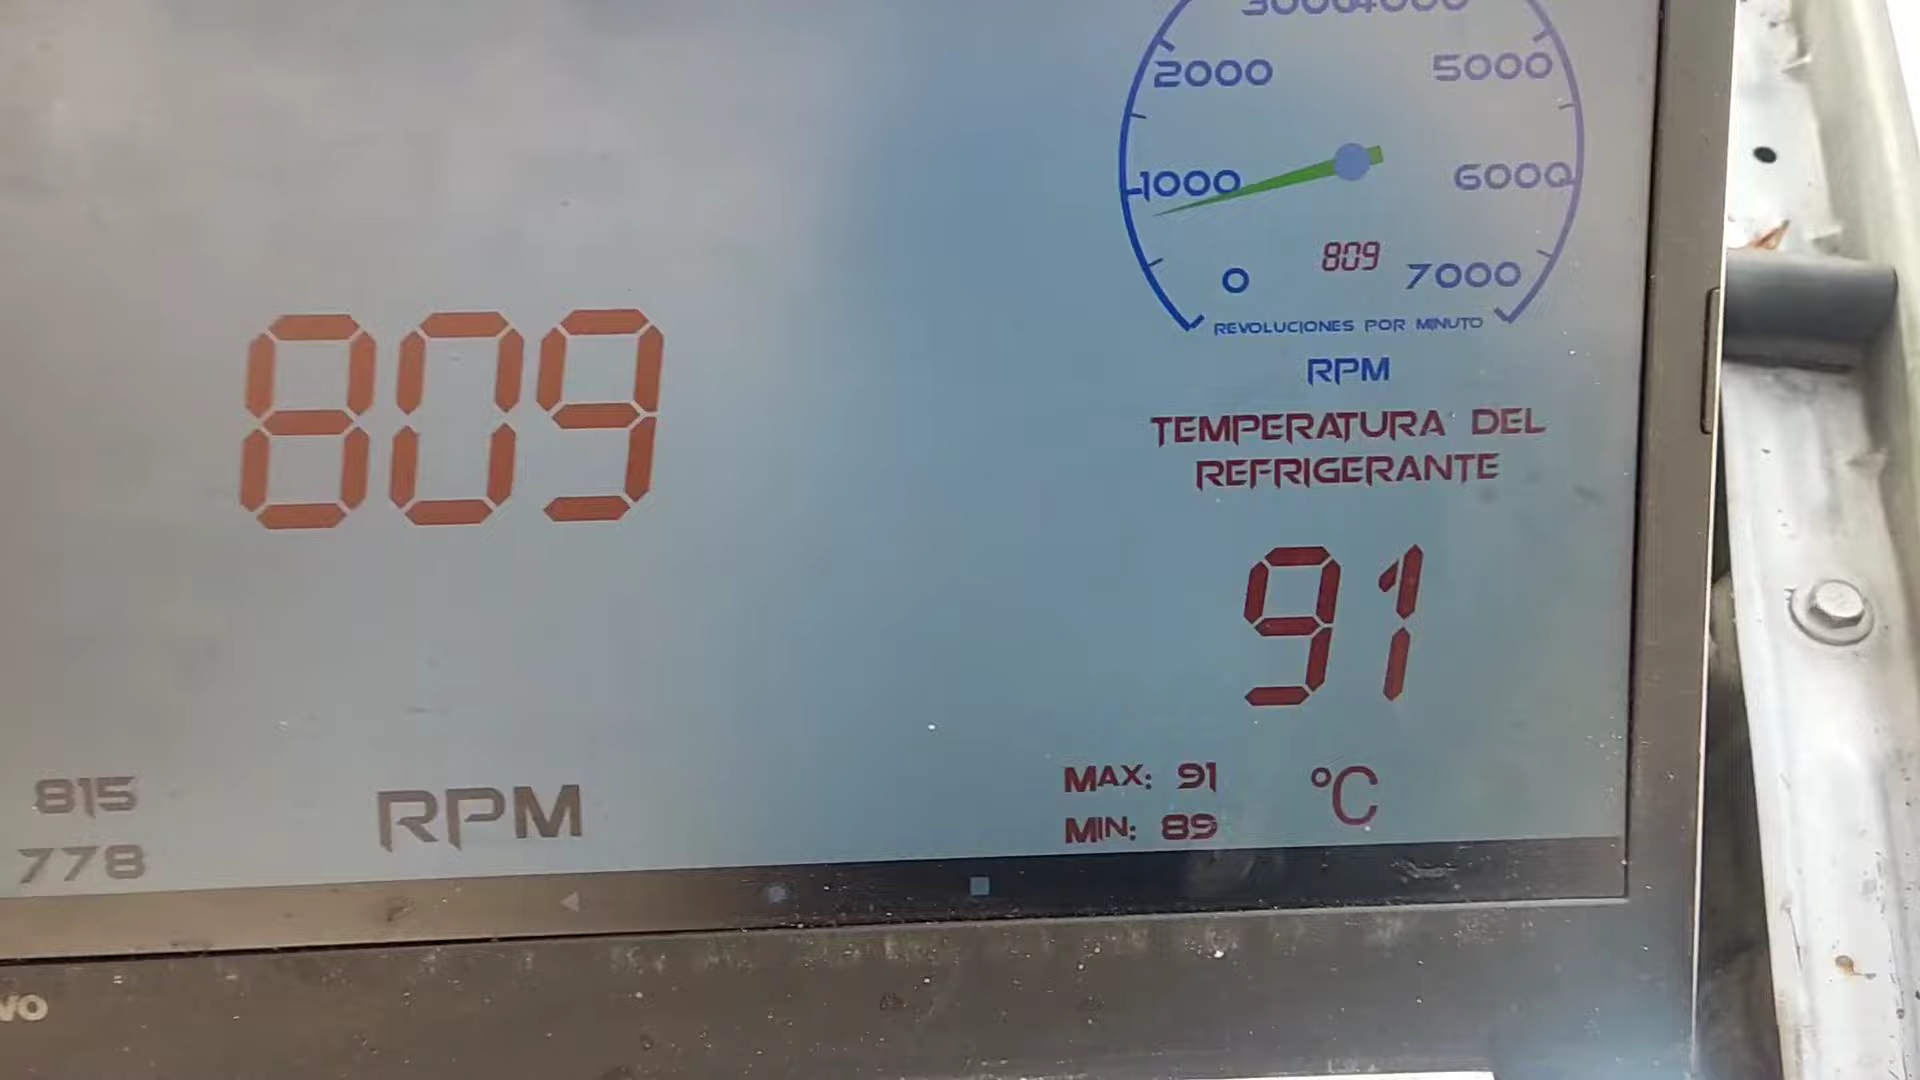 3000 4000
2000
5000
1000
6000
809
0
7000
REVOLUCIONES POR MINUTO
RPM
809
TEMPERATURA DEL
REFRIGERANTE
91
815
778
RPM
MAX: 91
MIN: 89
°C